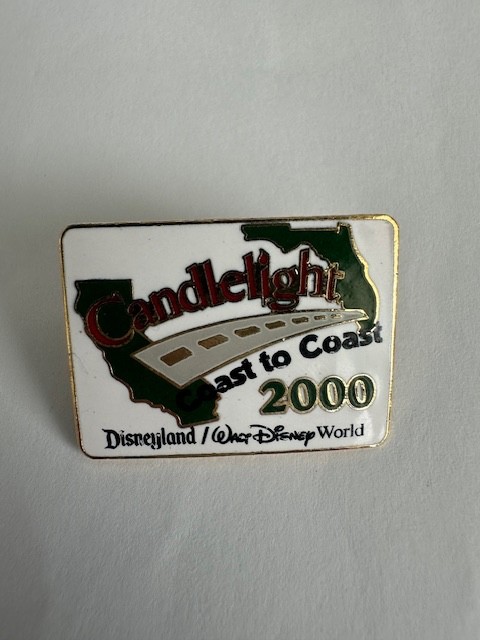 Candlelight
Coast to Coast
2000
Disneyland / Walt Disney World